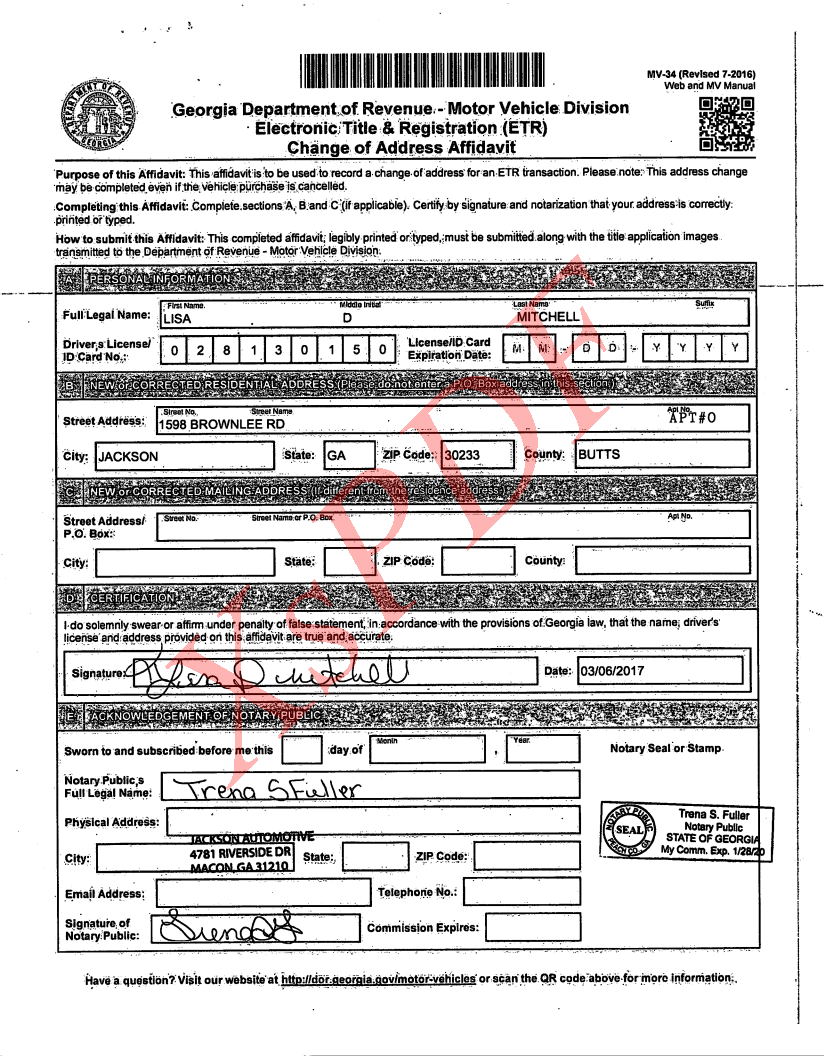 MV-34 (Revised 7-2016)
Web and MV Manual
DEPARTMENT OF REVENUE
GEORGIA
Georgia Department of Revenue - Motor Vehicle Division
Electronic Title & Registration (ETR)
Change of Address Affidavit
Purpose of this Affidavit: This affidavit is to be used to record a change of address for an ETR transaction. Please note: This address change
may be completed even if the vehicle purchase is cancelled.
Completing this Affidavit: Complete sections A, B and C (if applicable). Certify by signature and notarization that your address is correctly
printed or typed.
How to submit this Affidavit: This completed affidavit, legibly printed or typed, must be submitted along with the title application images
transmitted to the Department of Revenue - Motor Vehicle Division.
A. PERSONAL INFORMATION
Full Legal Name: First Name Middle Initial Last Name Suffix
LISA D MITCHELL
Driver,s License/ ID Card No.: 0 2 8 1 3 0 1 5 0 License/ID Card Expiration Date: M M - D D - Y Y Y Y
B. NEW or CORRECTED RESIDENTIAL ADDRESS (Please do not enter a P.O. Box address in this section.)
Street Address: Street No. Street Name Apt No.
1598 BROWNLEE RD APT#0
City: JACKSON State: GA ZIP Code: 30233 County: BUTTS
C. NEW or CORRECTED MAILING ADDRESS (If different from the residence address)
Street Address/ P.O. Box: Street No. Street Name or P.O. Box Apt No.
City: State: ZIP Code: County:
D. CERTIFICATION
I do solemnly swear or affirm under penalty of false statement, in accordance with the provisions of Georgia law, that the name, driver's
license and address provided on this affidavit are true and accurate.
Signature: Lisa D Mitchell Date: 03/06/2017
E. ACKNOWLEDGEMENT OF NOTARY PUBLIC
Sworn to and subscribed before me this day of Month , Year Notary Seal or Stamp
Notary Public,s
Full Legal Name: Trena S Fuller
Physical Address:
JACKSON AUTOMOTIVE
4781 RIVERSIDE DR
MACON, GA 31210
City: State: ZIP Code:
NOTARY PUBLIC
SEAL
PEACH CO., GA
Trena S. Fuller
Notary Public
STATE OF GEORGIA
My Comm. Exp. 1/28/20
Email Address: Telephone No.:
Signature of
Notary Public: Commission Expires:
Have a question? Visit our website at http://dor.georgia.gov/motor-vehicles or scan the QR code above for more information.
XSPDF